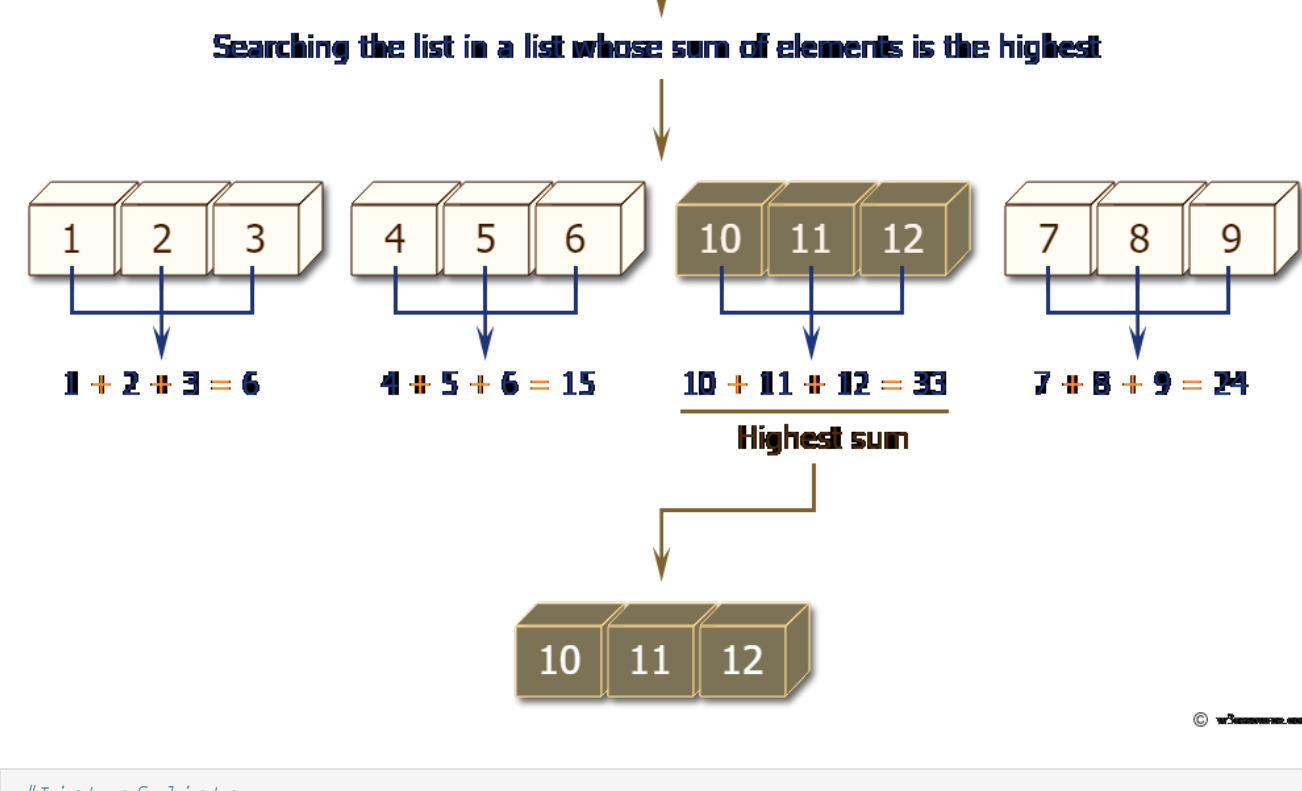 Searching the list in a list whose sum of elements is the highest
1 2 3 4 5 6 10 11 12 7 8 9
1 + 2 + 3 = 6 4 + 5 + 6 = 15 10 + 11 + 12 = 33 7 + 8 + 9 = 24
Highest sum
10 11 12
©